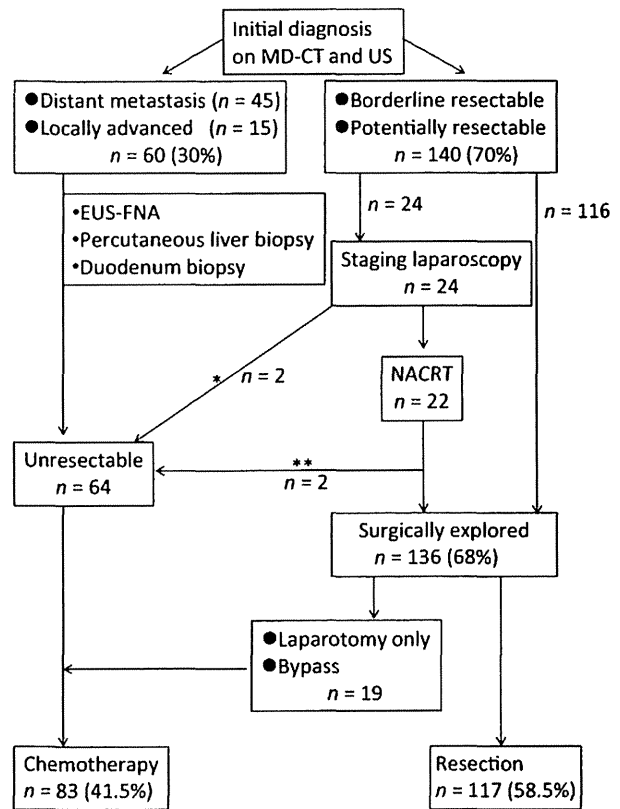 Initial diagnosis
on MD-CT and US
●Distant metastasis (n = 45)
●Locally advanced (n = 15)
n = 60 (30%)
●Borderline resectable
●Potentially resectable
n = 140 (70%)
n = 24
n = 116
•EUS-FNA
•Percutaneous liver biopsy
•Duodenum biopsy
Staging laparoscopy
n = 24
* n = 2
NACRT
n = 22
Unresectable
n = 64
**
n = 2
Surgically explored
n = 136 (68%)
●Laparotomy only
●Bypass
n = 19
Chemotherapy
n = 83 (41.5%)
Resection
n = 117 (58.5%)